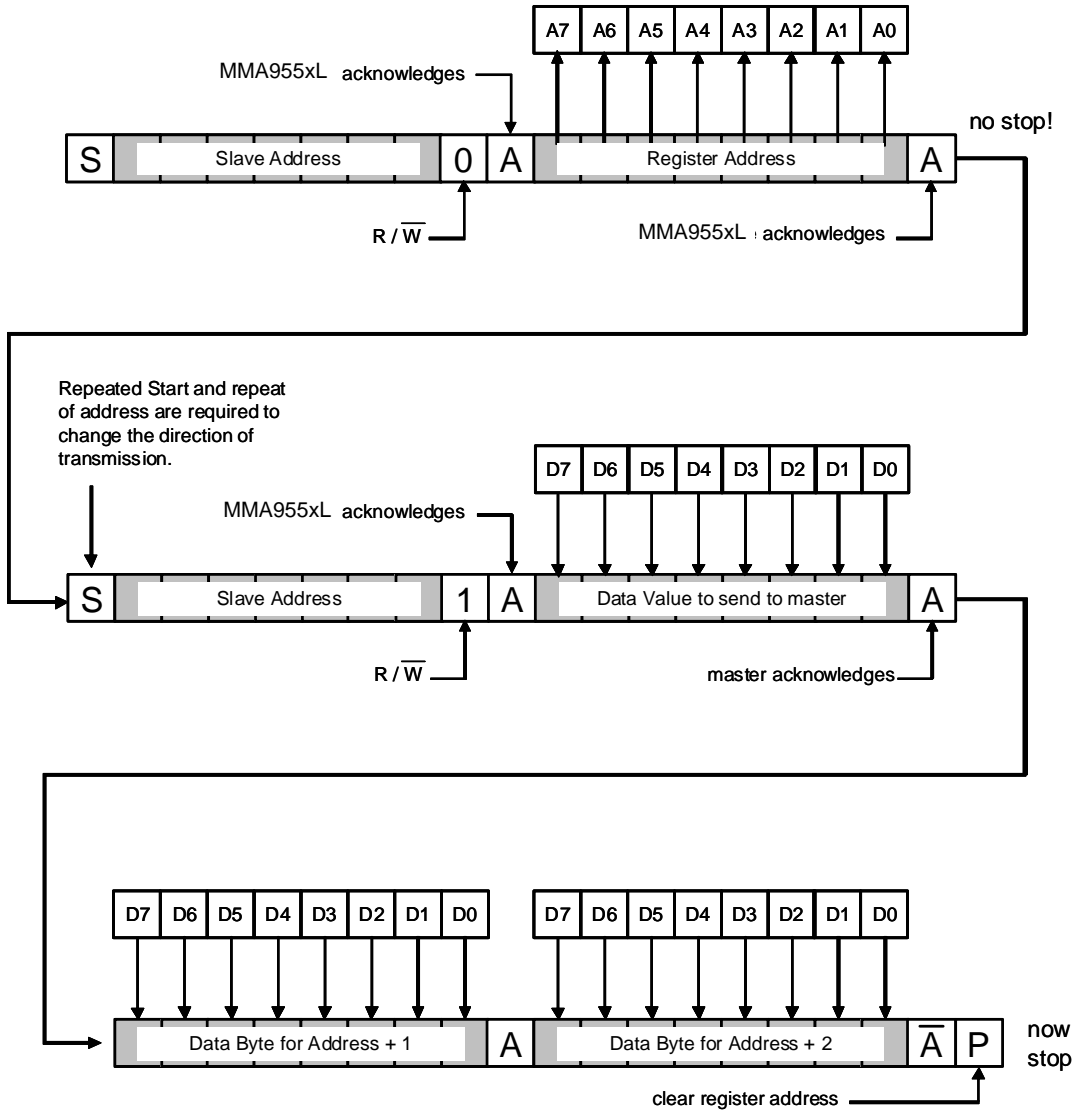 A7 A6 A5 A4 A3 A2 A1 A0
MMA955xL acknowledges
no stop!
S Slave Address 0 A Register Address A
R / W̅
MMA955xL acknowledges
Repeated Start and repeat
of address are required to
change the direction of
transmission.
D7 D6 D5 D4 D3 D2 D1 D0
MMA955xL acknowledges
S Slave Address 1 A Data Value to send to master A
R / W̅
master acknowledges
D7 D6 D5 D4 D3 D2 D1 D0 D7 D6 D5 D4 D3 D2 D1 D0
Data Byte for Address + 1 A Data Byte for Address + 2 A̅ P
now
stop
clear register address